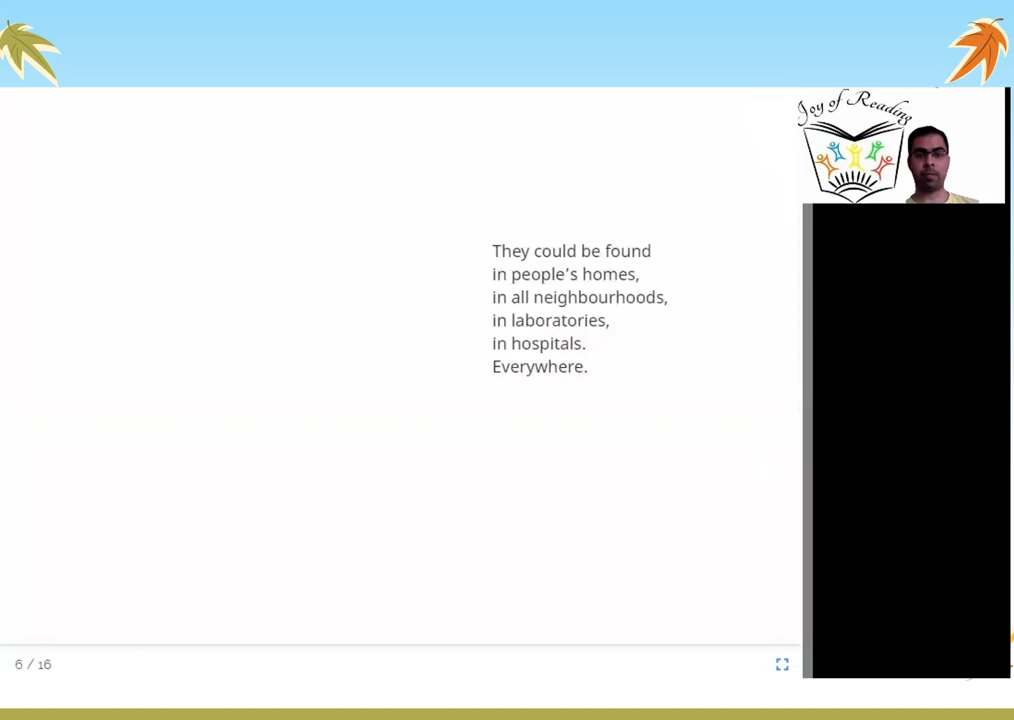 Joy of Reading
They could be found
in people's homes,
in all neighbourhoods,
in laboratories,
in hospitals.
Everywhere.
6 / 16